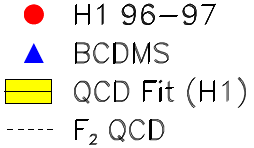 H1 96-97
BCDMS
QCD Fit (H1)
F₂ QCD